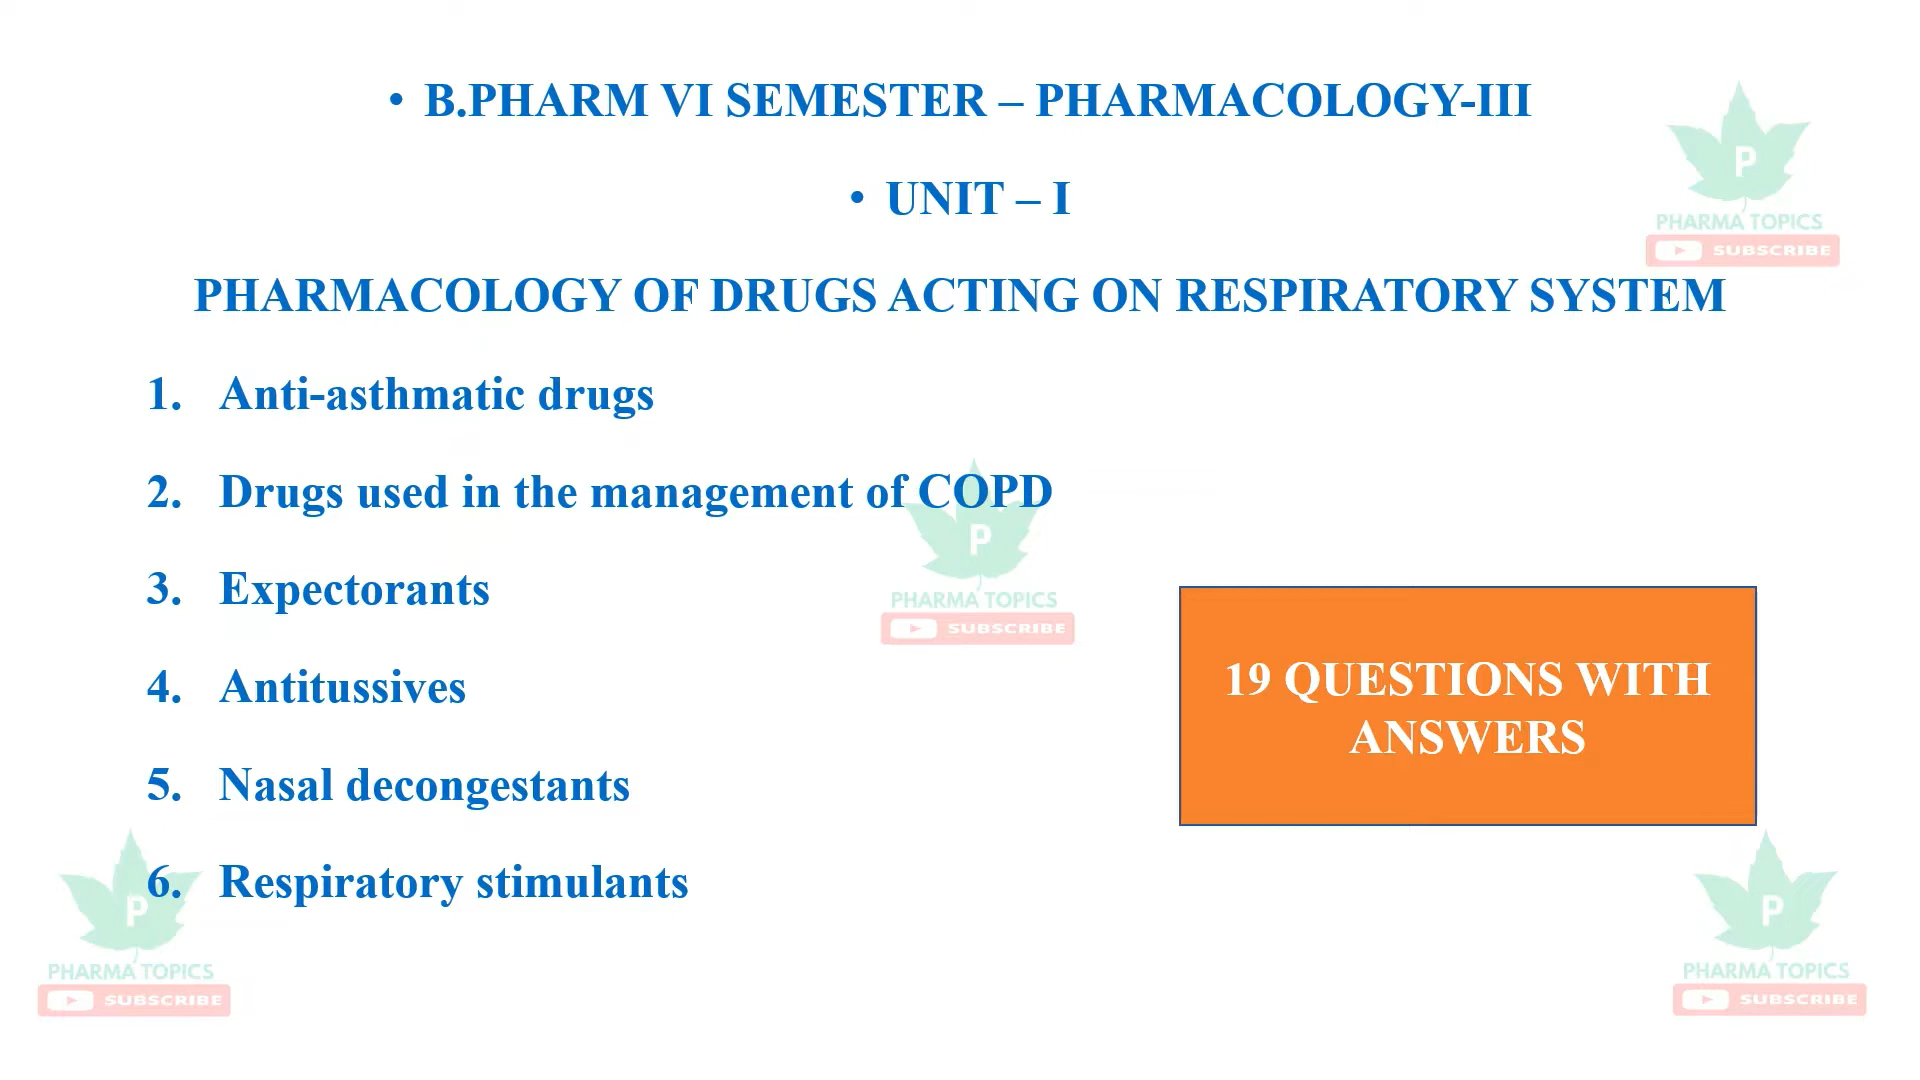 • B.PHARM VI SEMESTER – PHARMACOLOGY-III
• UNIT – I
PHARMACOLOGY OF DRUGS ACTING ON RESPIRATORY SYSTEM
1. Anti-asthmatic drugs
2. Drugs used in the management of COPD
3. Expectorants
4. Antitussives
5. Nasal decongestants
6. Respiratory stimulants
19 QUESTIONS WITH
ANSWERS
P
PHARMA TOPICS
SUBSCRIBE
P
PHARMA TOPICS
SUBSCRIBE
P
PHARMA TOPICS
SUBSCRIBE
P
PHARMA TOPICS
SUBSCRIBE